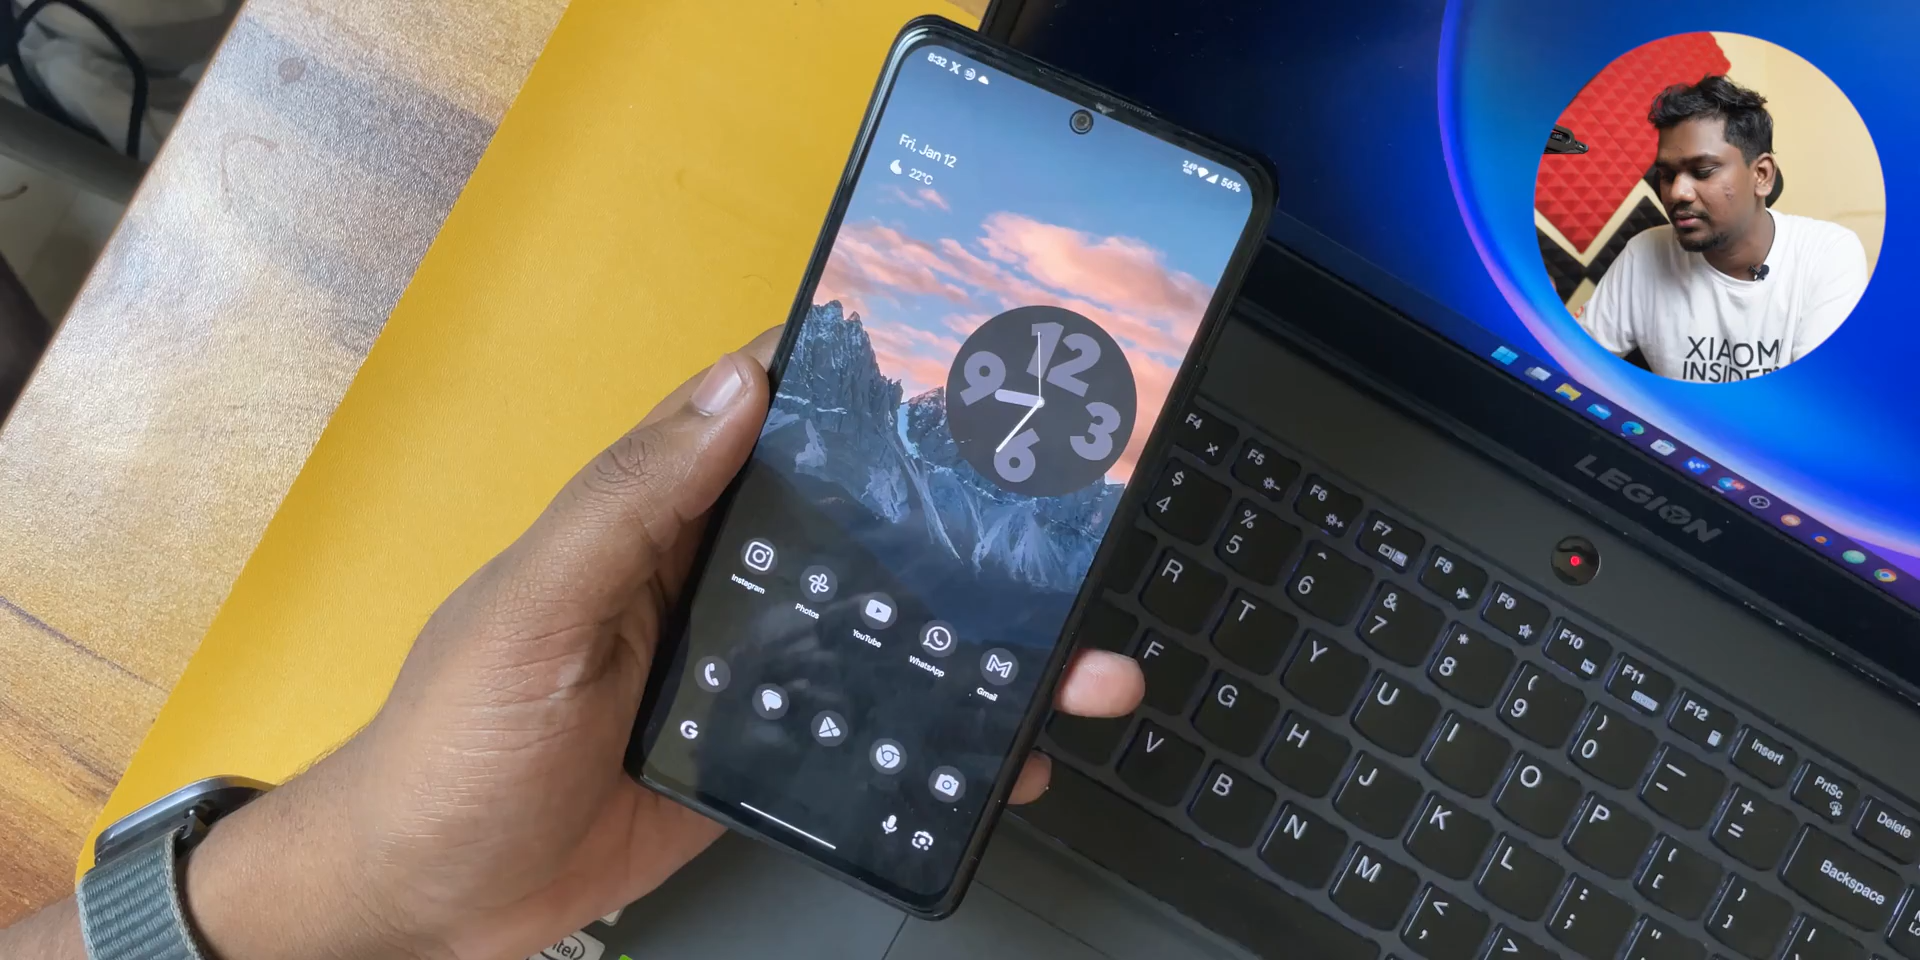 8:32
Fri, Jan 12
22°C
56%
12
9
3
6
Instagram
Photos
YouTube
WhatsApp
Gmail
G
XIAOMI
INSIDER
LEGION
F4
F5
F6
F7
F8
F9
F10
F11
F12
Insert
PrtSc
Delete
$
4
%
5
^
6
&
7
*
8
(
9
)
0
—
-
+
=
Backspace
R
T
Y
U
I
O
P
{
[
}
]
F
G
H
J
K
L
:
;
"
'
V
B
N
M
<
,
>
intel